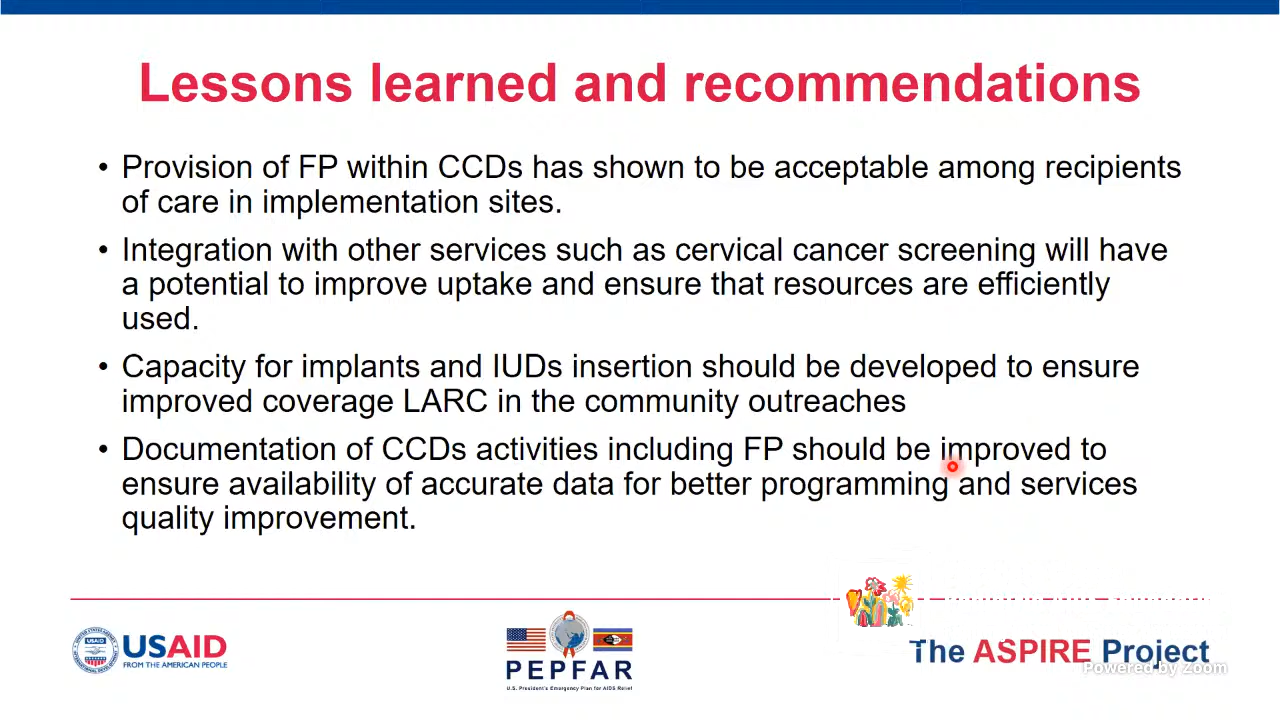 Lessons learned and recommendations
• Provision of FP within CCDs has shown to be acceptable among recipients
of care in implementation sites.
• Integration with other services such as cervical cancer screening will have
a potential to improve uptake and ensure that resources are efficiently
used.
• Capacity for implants and IUDs insertion should be developed to ensure
improved coverage LARC in the community outreaches
• Documentation of CCDs activities including FP should be improved to
ensure availability of accurate data for better programming and services
quality improvement.
USAID
FROM THE AMERICAN PEOPLE
PEPFAR
U.S. President's Emergency Plan for AIDS Relief
The ASPIRE Project
Powered by Zoom